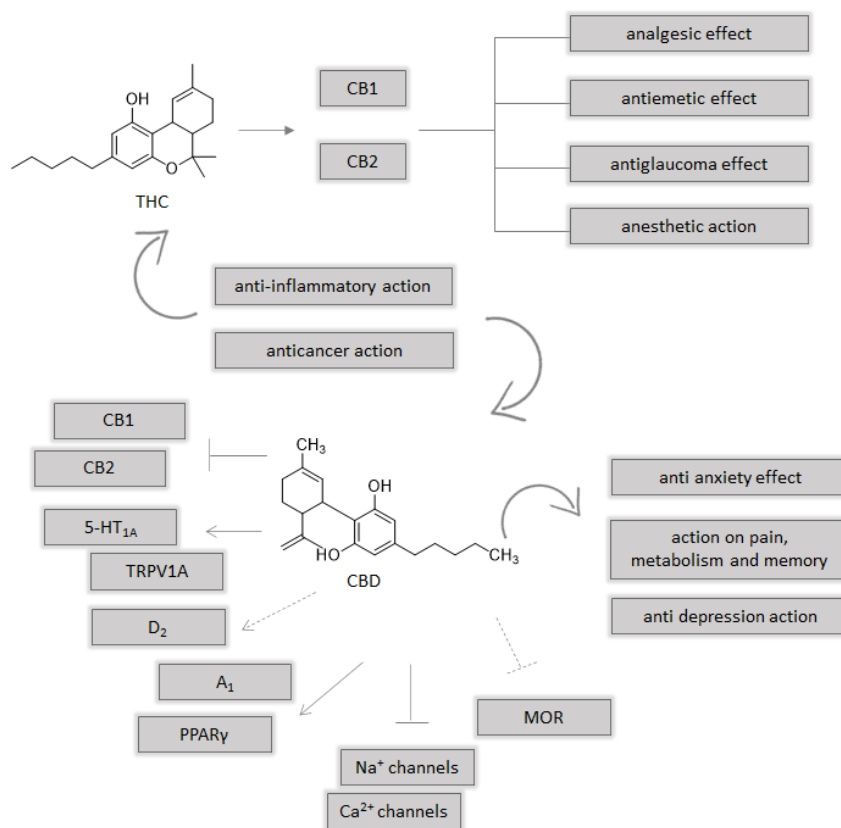 analgesic effect
CB1
OH
antiemetic effect
CB2
antiglaucoma effect
O
THC
anesthetic action
anti-inflammatory action
anticancer action
CB1
CH₃
CB2
anti anxiety effect
OH
5-HT₁A
action on pain,
metabolism and memory
HO
CH₃
TRPV1A
CBD
anti depression action
D₂
A₁
MOR
PPARγ
Na⁺ channels
Ca²⁺ channels